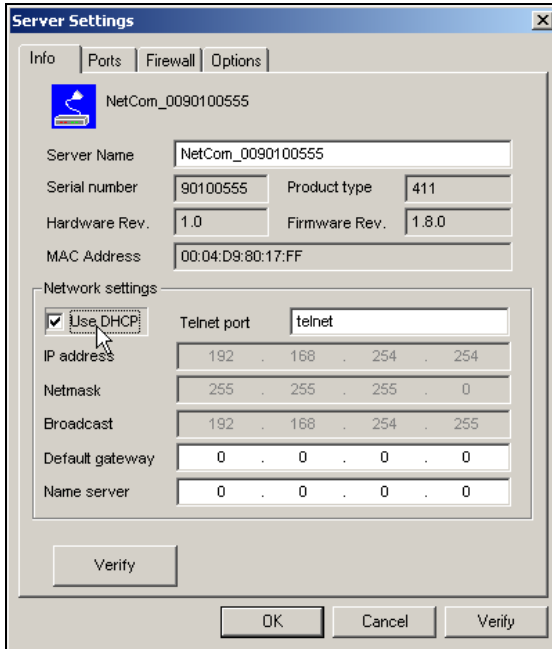 Server Settings
Info Ports Firewall Options
NetCom_0090100555
Server Name NetCom_0090100555
Serial number 90100555 Product type 411
Hardware Rev. 1.0 Firmware Rev. 1.8.0
MAC Address 00:04:D9:80:17:FF
Network settings
Use DHCP Telnet port telnet
IP address 192 . 168 . 254 . 254
Netmask 255 . 255 . 255 . 0
Broadcast 192 . 168 . 254 . 255
Default gateway 0 . 0 . 0 . 0
Name server 0 . 0 . 0 . 0
Verify
OK Cancel Verify